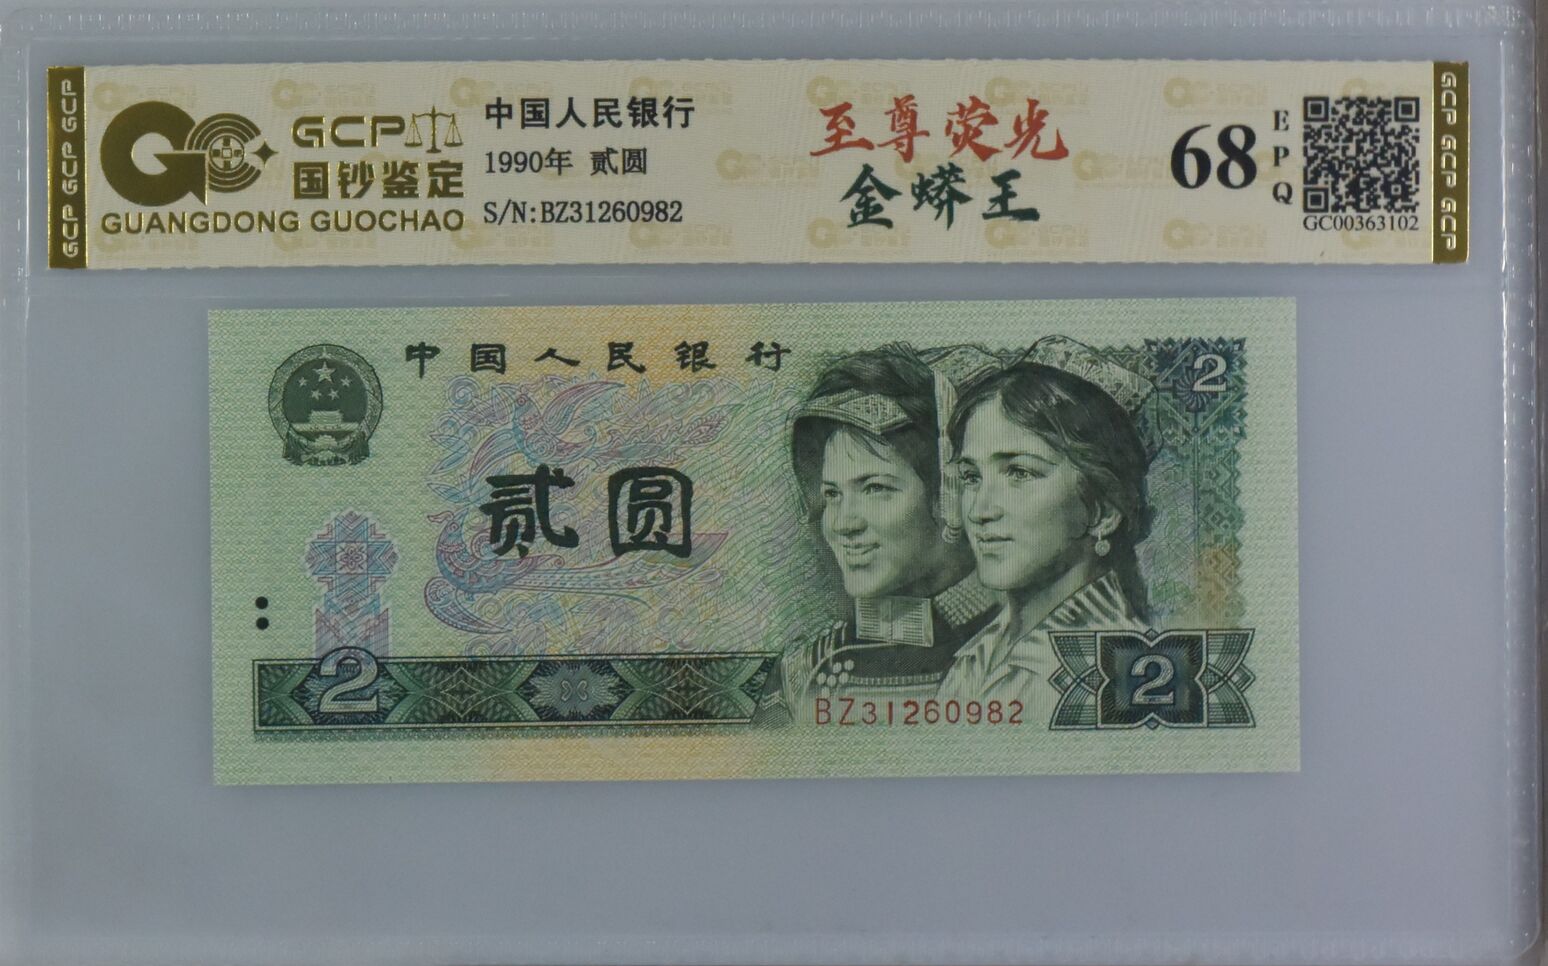 GCP GCP GCP
GCP
国钞鉴定
GUANGDONG GUOCHAO
中国人民银行
1990年 贰圆
S/N:BZ31260982
至尊荧光
金蟒王
68
EPQ
GC00363102
GCP GCP GCP
中国人民银行
2
贰圆
2
2
BZ31260982